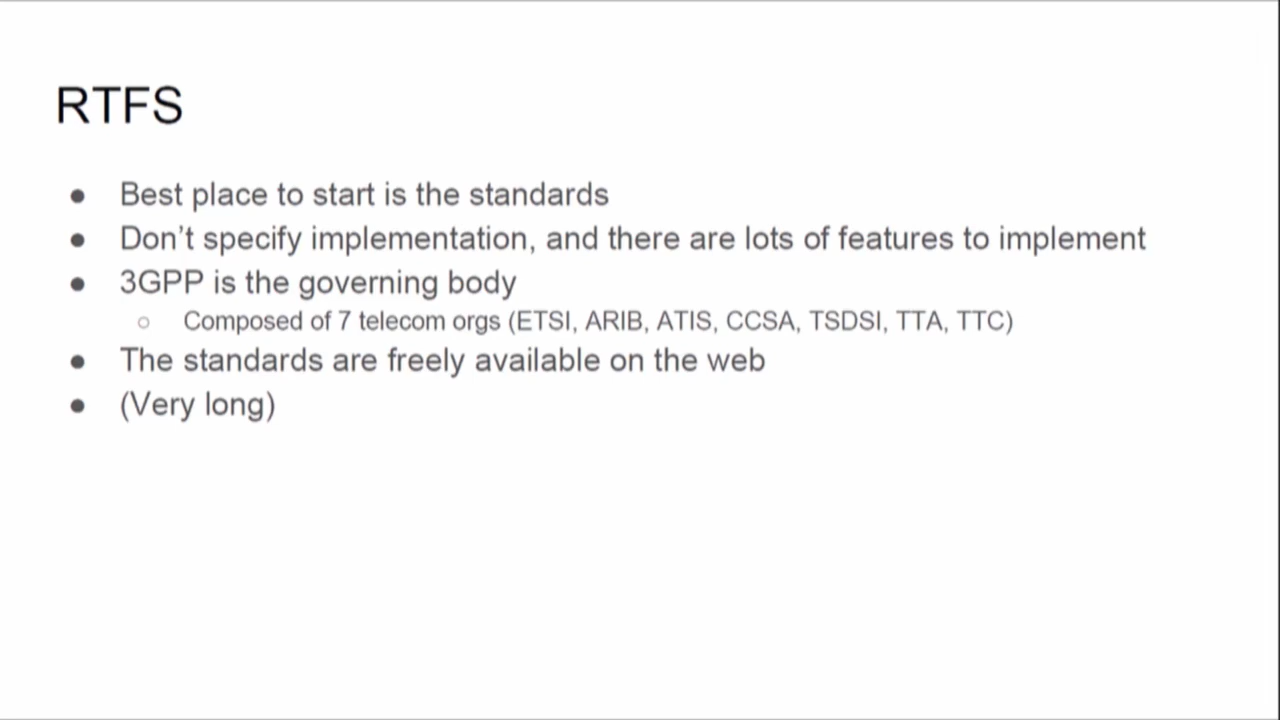 RTFS
● Best place to start is the standards
● Don't specify implementation, and there are lots of features to implement
● 3GPP is the governing body
○ Composed of 7 telecom orgs (ETSI, ARIB, ATIS, CCSA, TSDSI, TTA, TTC)
● The standards are freely available on the web
● (Very long)